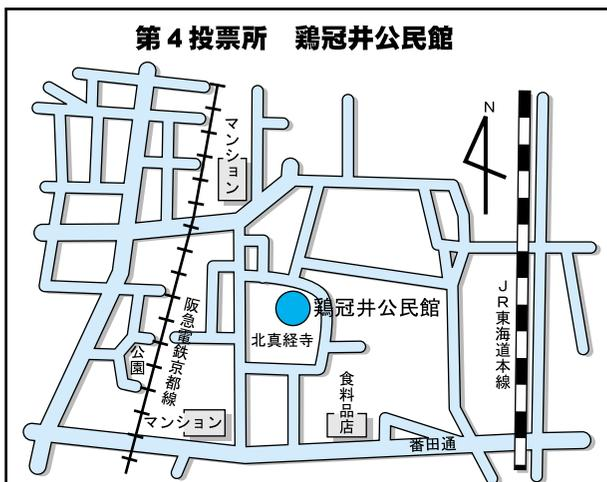 第4投票所　鶏冠井公民館
マンション
N
阪急電鉄京都線
JR東海道本線
鶏冠井公民館
北真経寺
公園
食料品店
マンション
番田通